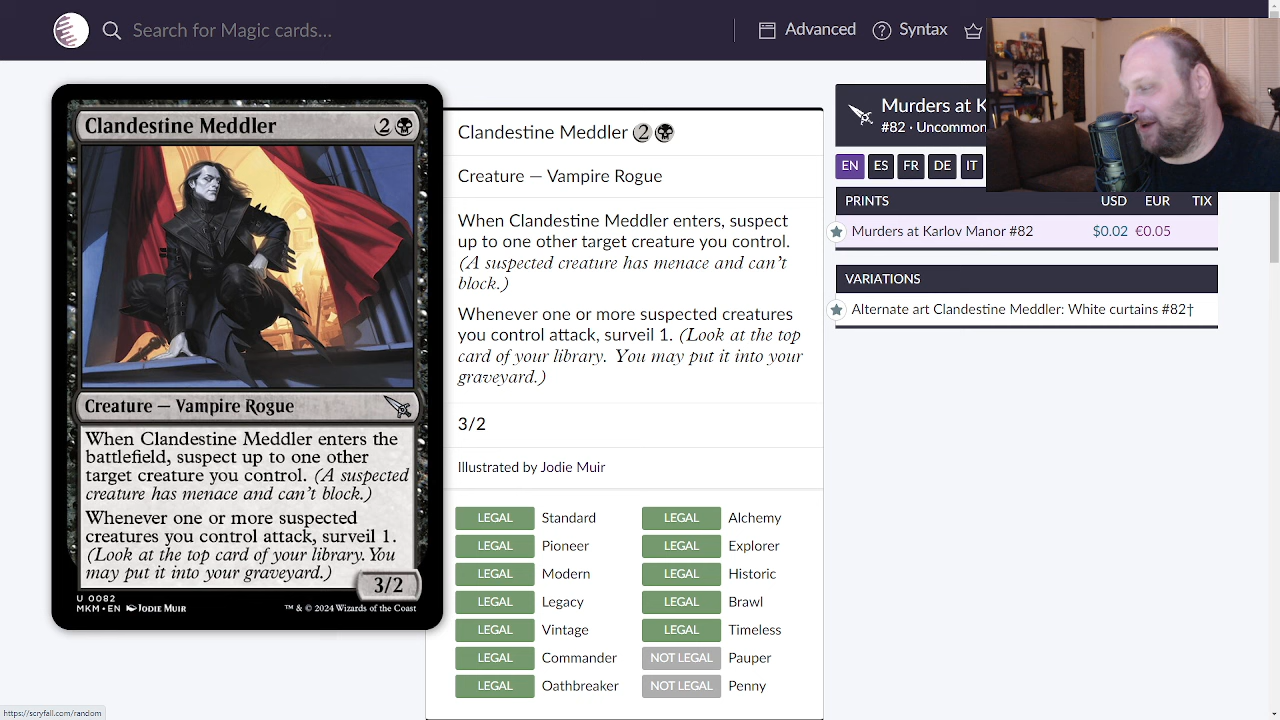 Search for Magic cards...
Advanced
Syntax
Clandestine Meddler 2
Creature — Vampire Rogue
When Clandestine Meddler enters the
battlefield, suspect up to one other
target creature you control. (A suspected
creature has menace and can't block.)
Whenever one or more suspected
creatures you control attack, surveil 1.
(Look at the top card of your library. You
may put it into your graveyard.)
3/2
U 0082
MKM • EN Jodie Muir
™ & © 2024 Wizards of the Coast
Clandestine Meddler 2
Creature — Vampire Rogue
When Clandestine Meddler enters, suspect
up to one other target creature you control.
(A suspected creature has menace and can't
block.)
Whenever one or more suspected creatures
you control attack, surveil 1. (Look at the top
card of your library. You may put it into your
graveyard.)
3/2
Illustrated by Jodie Muir
LEGAL Standard LEGAL Alchemy
LEGAL Pioneer LEGAL Explorer
LEGAL Modern LEGAL Historic
LEGAL Legacy LEGAL Brawl
LEGAL Vintage LEGAL Timeless
LEGAL Commander NOT LEGAL Pauper
LEGAL Oathbreaker NOT LEGAL Penny
Murders at K
#82 · Uncommon
EN ES FR DE IT
PRINTS USD EUR TIX
Murders at Karlov Manor #82 $0.02 €0.05
VARIATIONS
Alternate art Clandestine Meddler: White curtains #82†
https://scryfall.com/random